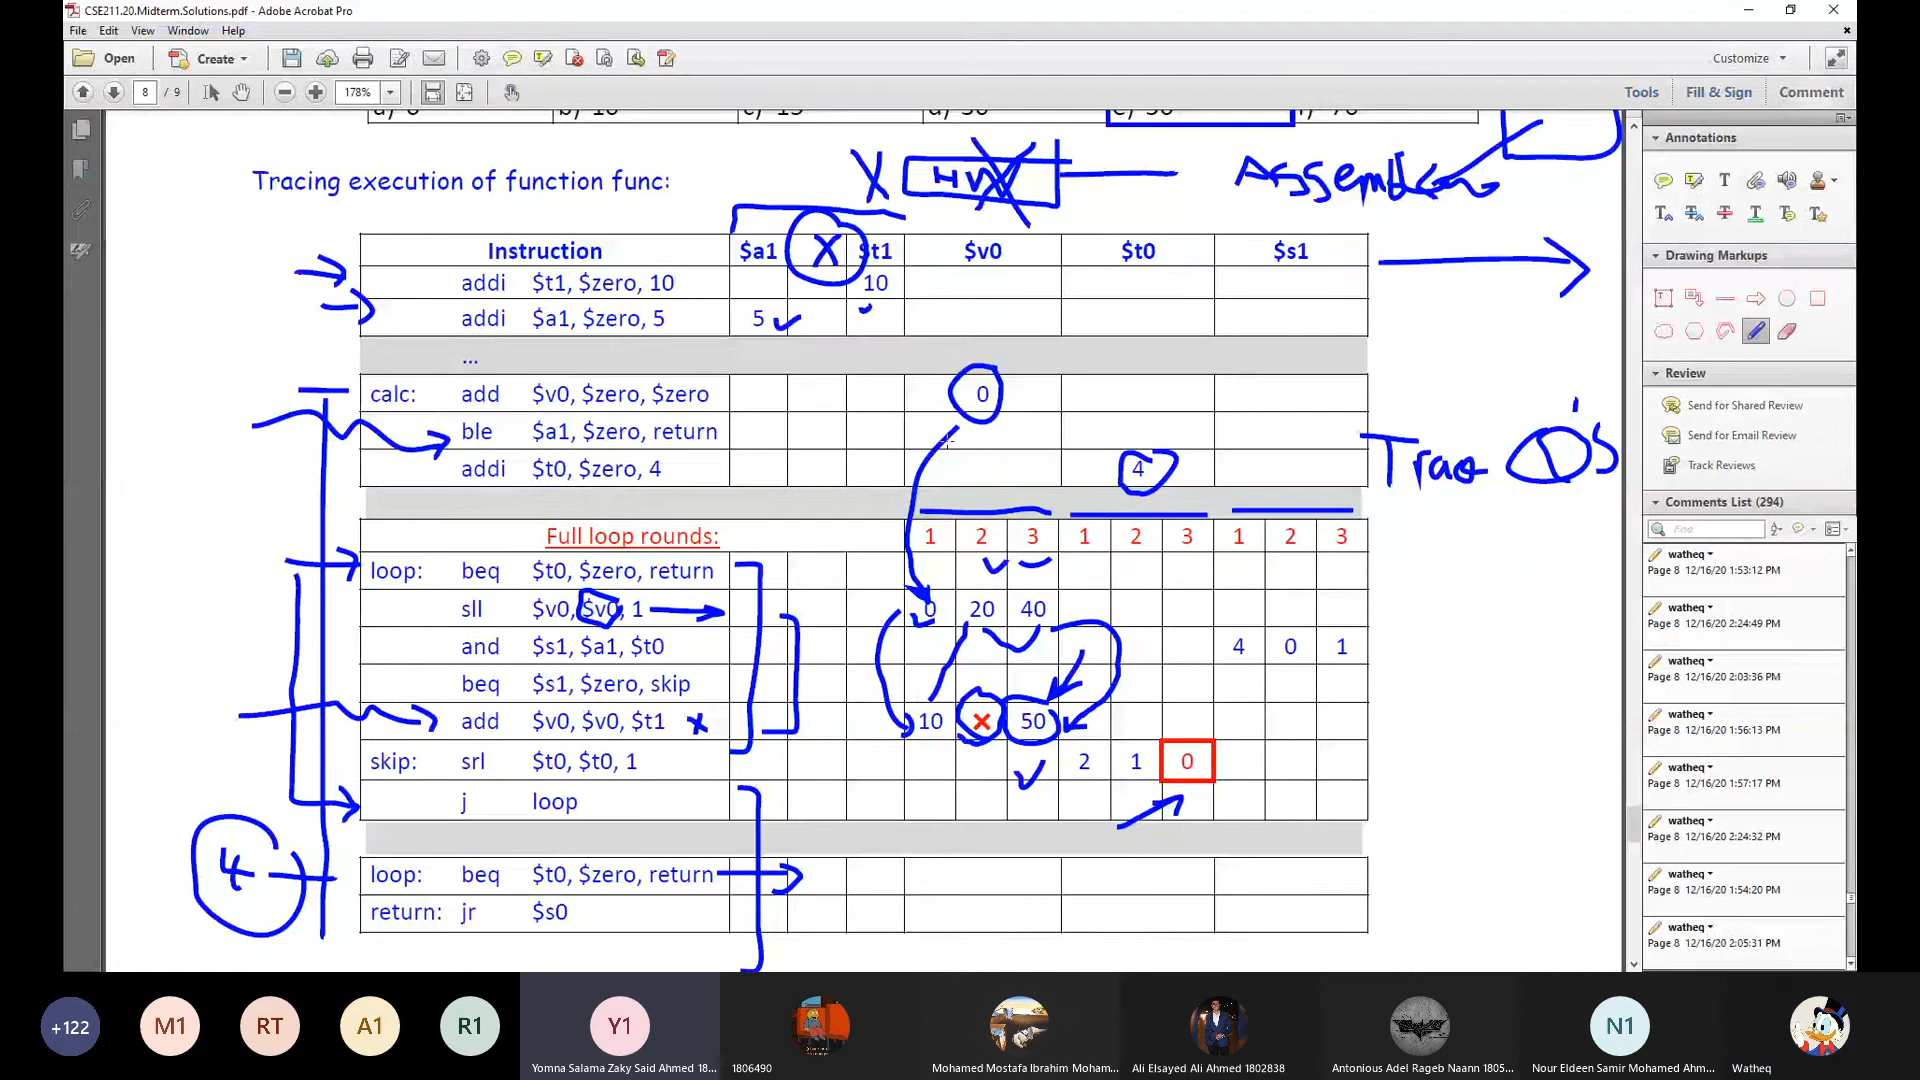 CSE211.20.Midterm.Solutions.pdf - Adobe Acrobat Pro
File Edit View Window Help
Open Create Customize
8 / 9 178% Tools Fill & Sign Comment
Tracing execution of function func:
X HW Assembler
Instruction $a1 X $t1 $v0 $t0 $s1
addi $t1, $zero, 10 10
addi $a1, $zero, 5 5
...
calc: add $v0, $zero, $zero 0
ble $a1, $zero, return
addi $t0, $zero, 4 4
Full loop rounds: 1 2 3 1 2 3 1 2 3
loop: beq $t0, $zero, return
sll $v0, $v0, 1 0 20 40
and $s1, $a1, $t0 4 0 1
beq $s1, $zero, skip
add $v0, $v0, $t1 x 10 × 50
skip: srl $t0, $t0, 1 2 1 0
j loop
4
loop: beq $t0, $zero, return
return: jr $s0
Annotations
T
Drawing Markups
Review
Send for Shared Review
Send for Email Review
Track Reviews
Comments List (294)
Find
watheq
Page 8 12/16/20 1:53:12 PM
watheq
Page 8 12/16/20 2:24:49 PM
watheq
Page 8 12/16/20 2:03:36 PM
watheq
Page 8 12/16/20 1:56:13 PM
watheq
Page 8 12/16/20 1:57:17 PM
watheq
Page 8 12/16/20 2:24:32 PM
watheq
Page 8 12/16/20 1:54:20 PM
watheq
Page 8 12/16/20 2:05:31 PM
+122 M1 RT A1 R1 Y1 N1
Yomna Salama Zaky Said Ahmed 18... 1806490 Mohamed Mostafa Ibrahim Moham... Ali Elsayed Ali Ahmed 1802838 Antonious Adel Rageb Naann 1805... Nour Eldeen Samir Mohamed Ahm... Watheq